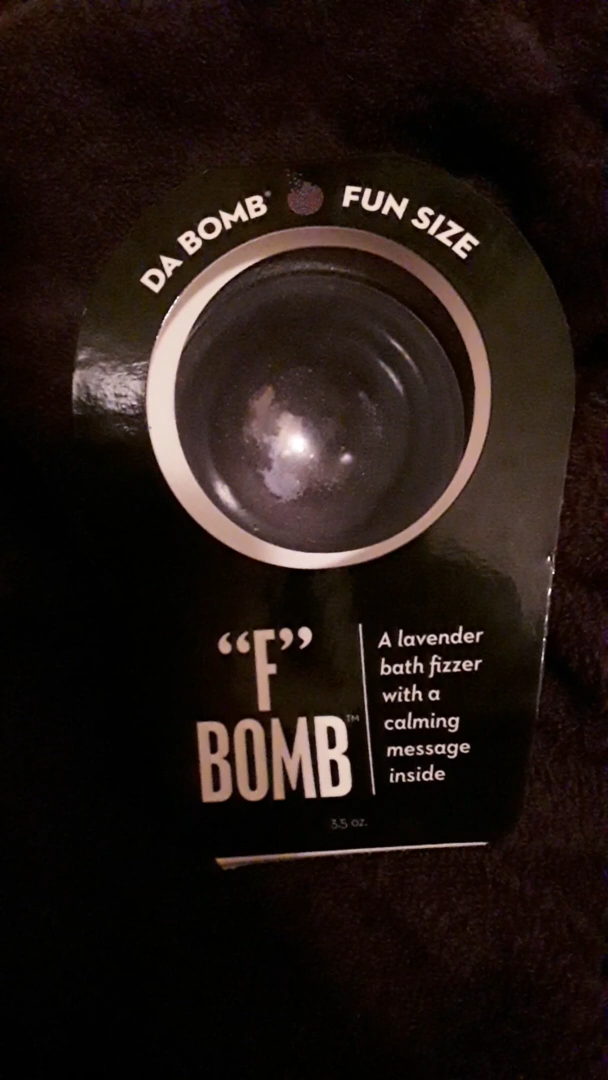 DA BOMB® FUN SIZE
“F”
BOMB™
A lavender
bath fizzer
with a
calming
message
inside
3.5 oz.